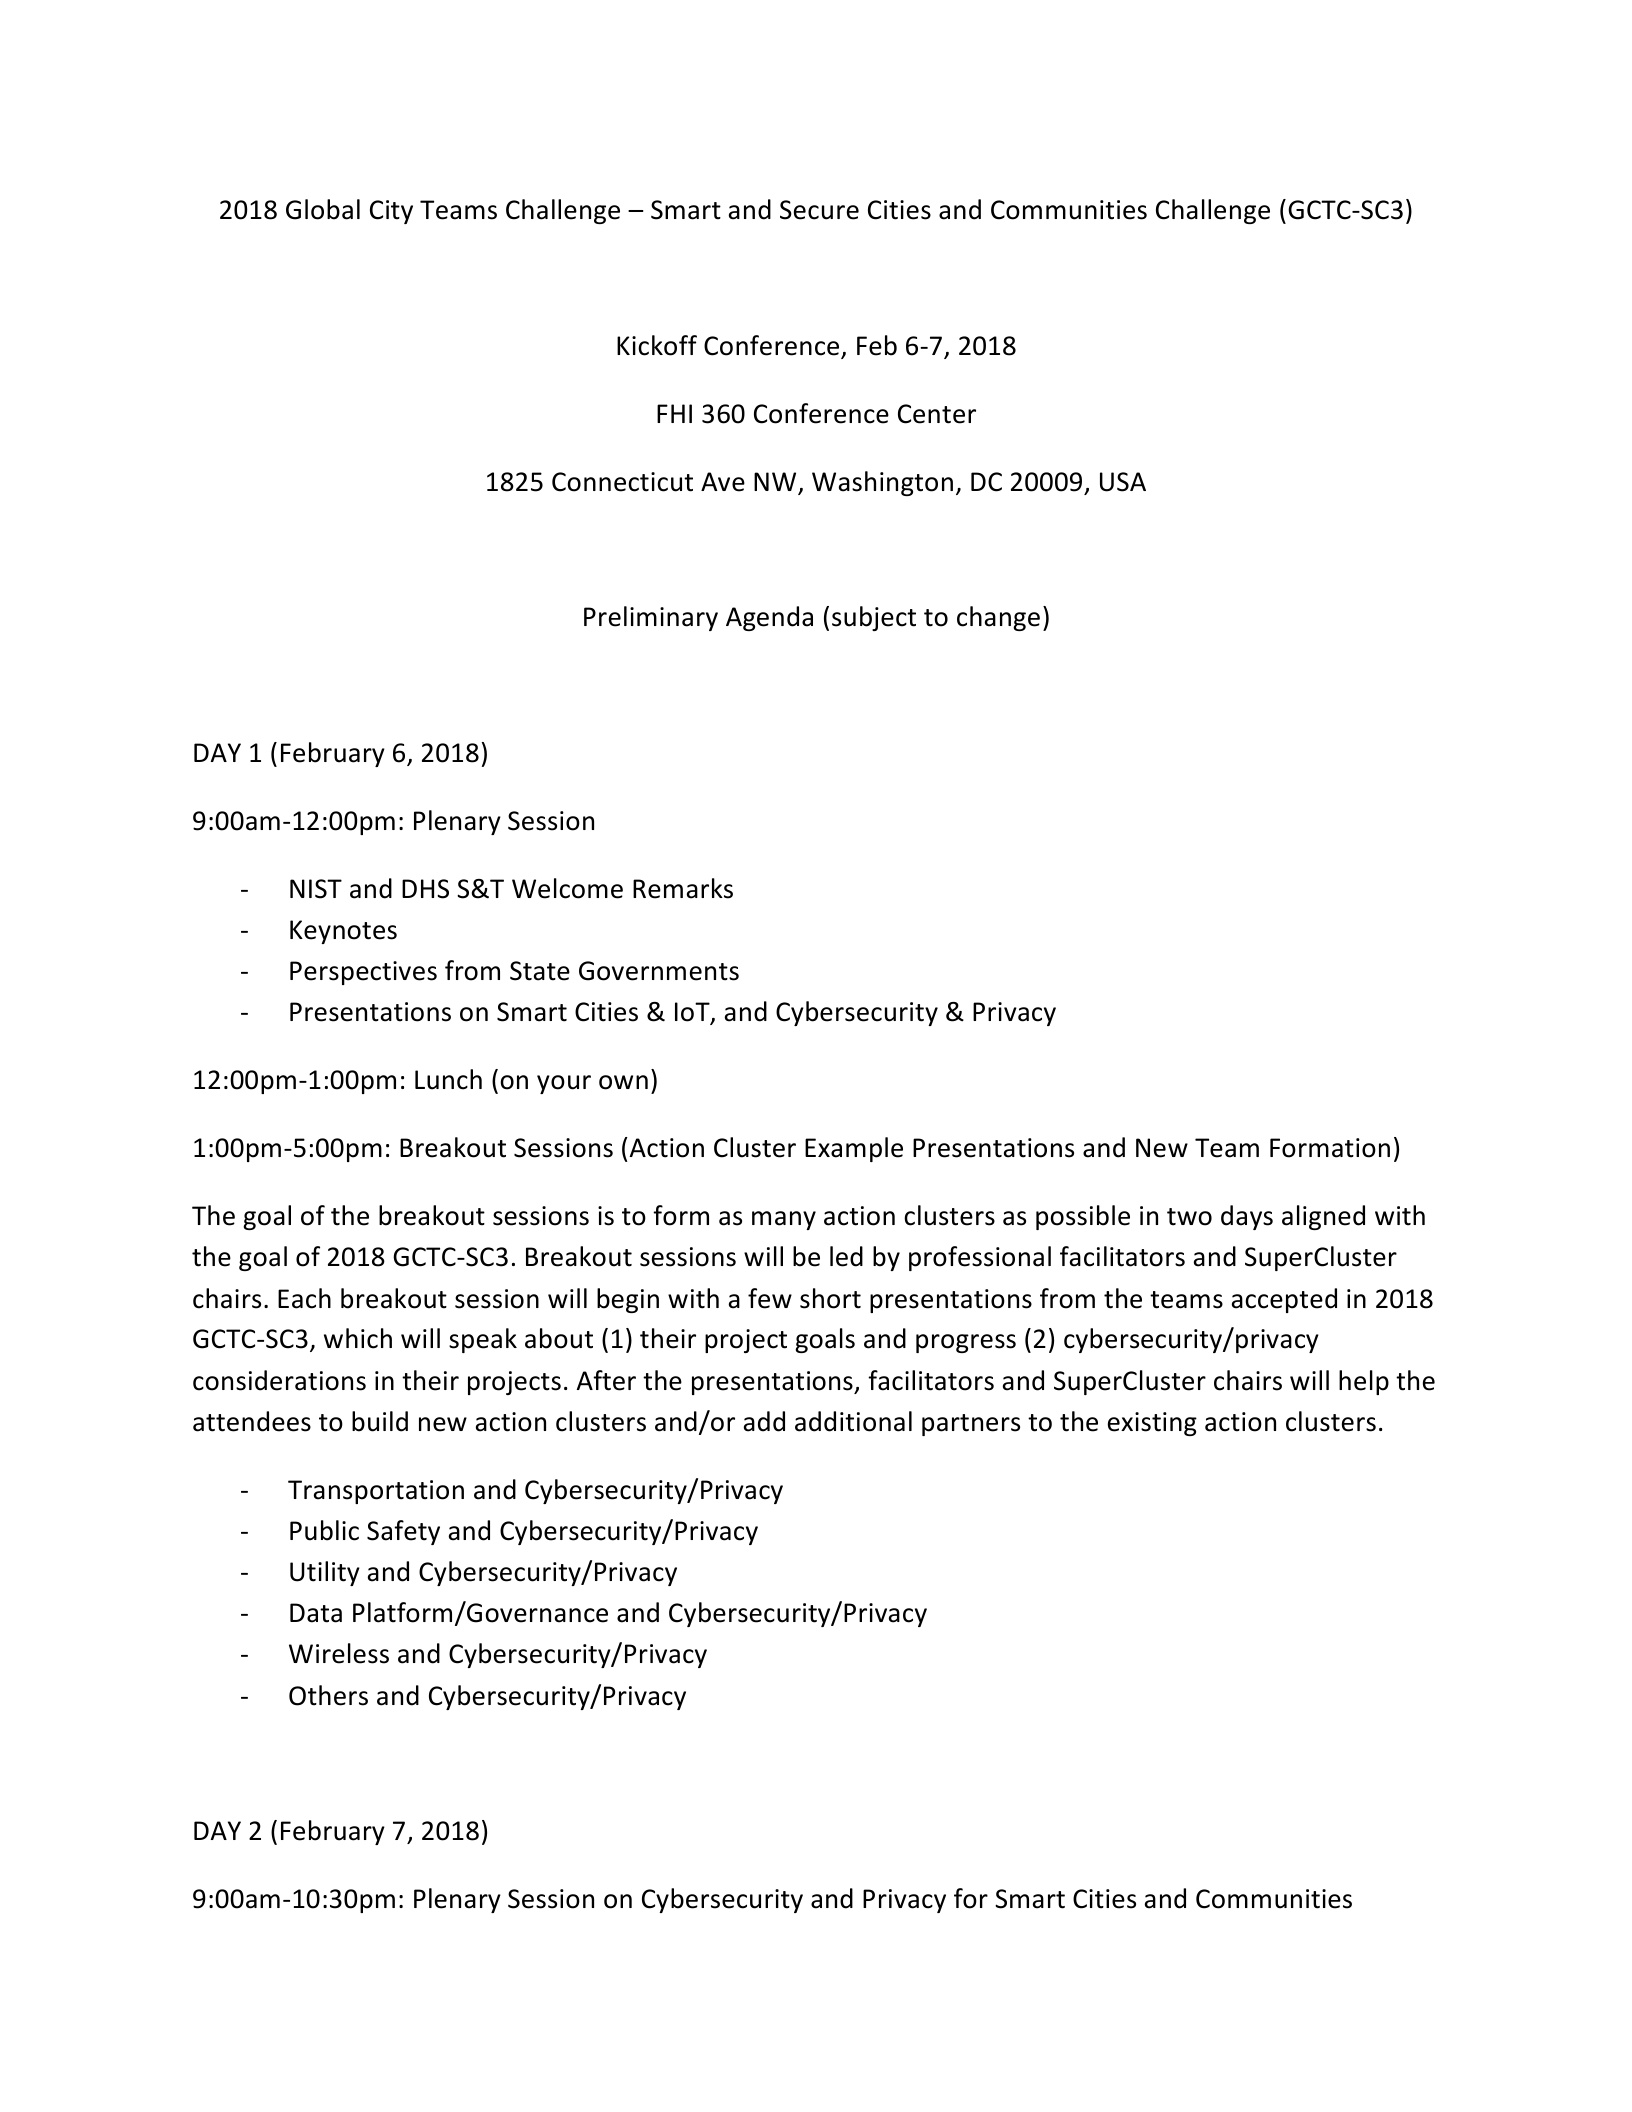 2018 Global City Teams Challenge – Smart and Secure Cities and Communities Challenge (GCTC-SC3)
Kickoff Conference, Feb 6-7, 2018
FHI 360 Conference Center
1825 Connecticut Ave NW, Washington, DC 20009, USA
Preliminary Agenda (subject to change)
DAY 1 (February 6, 2018)
9:00am-12:00pm: Plenary Session
- NIST and DHS S&T Welcome Remarks
- Keynotes
- Perspectives from State Governments
- Presentations on Smart Cities & IoT, and Cybersecurity & Privacy
12:00pm-1:00pm: Lunch (on your own)
1:00pm-5:00pm: Breakout Sessions (Action Cluster Example Presentations and New Team Formation)
The goal of the breakout sessions is to form as many action clusters as possible in two days aligned with
the goal of 2018 GCTC-SC3. Breakout sessions will be led by professional facilitators and SuperCluster
chairs. Each breakout session will begin with a few short presentations from the teams accepted in 2018
GCTC-SC3, which will speak about (1) their project goals and progress (2) cybersecurity/privacy
considerations in their projects. After the presentations, facilitators and SuperCluster chairs will help the
attendees to build new action clusters and/or add additional partners to the existing action clusters.
- Transportation and Cybersecurity/Privacy
- Public Safety and Cybersecurity/Privacy
- Utility and Cybersecurity/Privacy
- Data Platform/Governance and Cybersecurity/Privacy
- Wireless and Cybersecurity/Privacy
- Others and Cybersecurity/Privacy
DAY 2 (February 7, 2018)
9:00am-10:30pm: Plenary Session on Cybersecurity and Privacy for Smart Cities and Communities